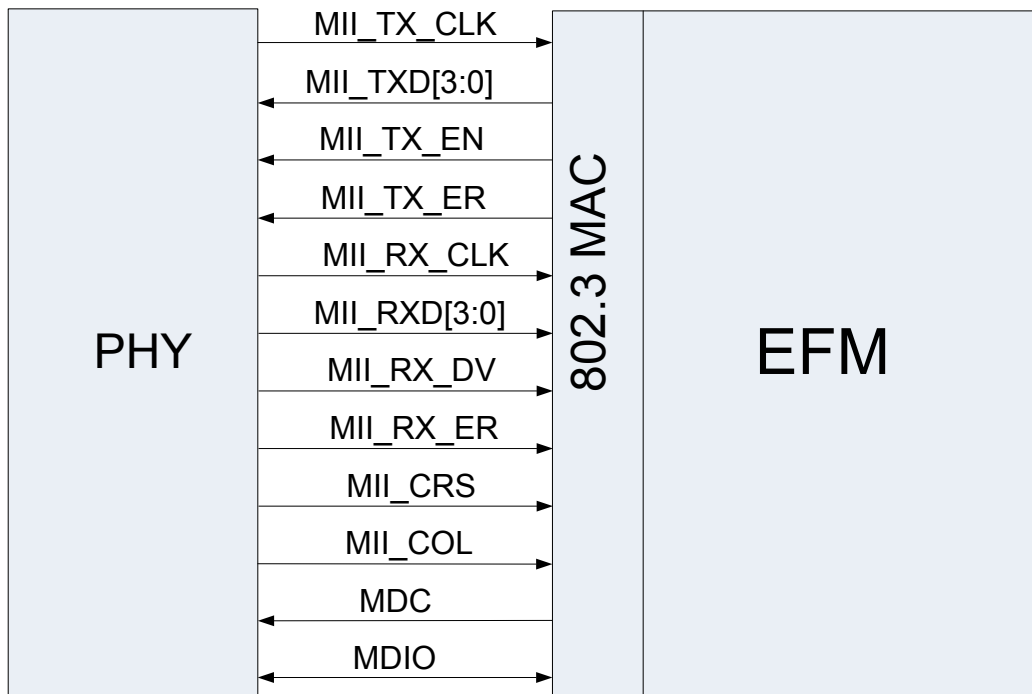 MII_TX_CLK
MII_TXD[3:0]
MII_TX_EN
MII_TX_ER
MII_RX_CLK
MII_RXD[3:0]
MII_RX_DV
MII_RX_ER
MII_CRS
MII_COL
MDC
MDIO
PHY
802.3 MAC
EFM